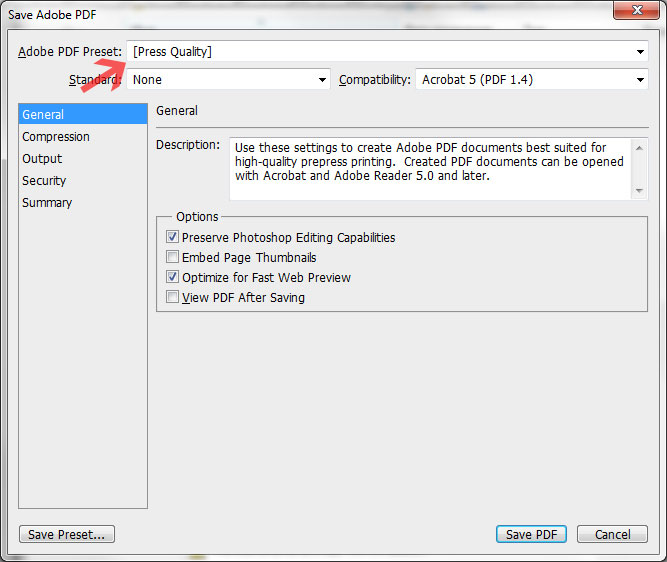 Save Adobe PDF
Adobe PDF Preset: [Press Quality]
Standard: None Compatibility: Acrobat 5 (PDF 1.4)
General
Compression
Output
Security
Summary
General
Description: Use these settings to create Adobe PDF documents best suited for
high-quality prepress printing. Created PDF documents can be opened
with Acrobat and Adobe Reader 5.0 and later.
Options
Preserve Photoshop Editing Capabilities
Embed Page Thumbnails
Optimize for Fast Web Preview
View PDF After Saving
Save Preset... Save PDF Cancel